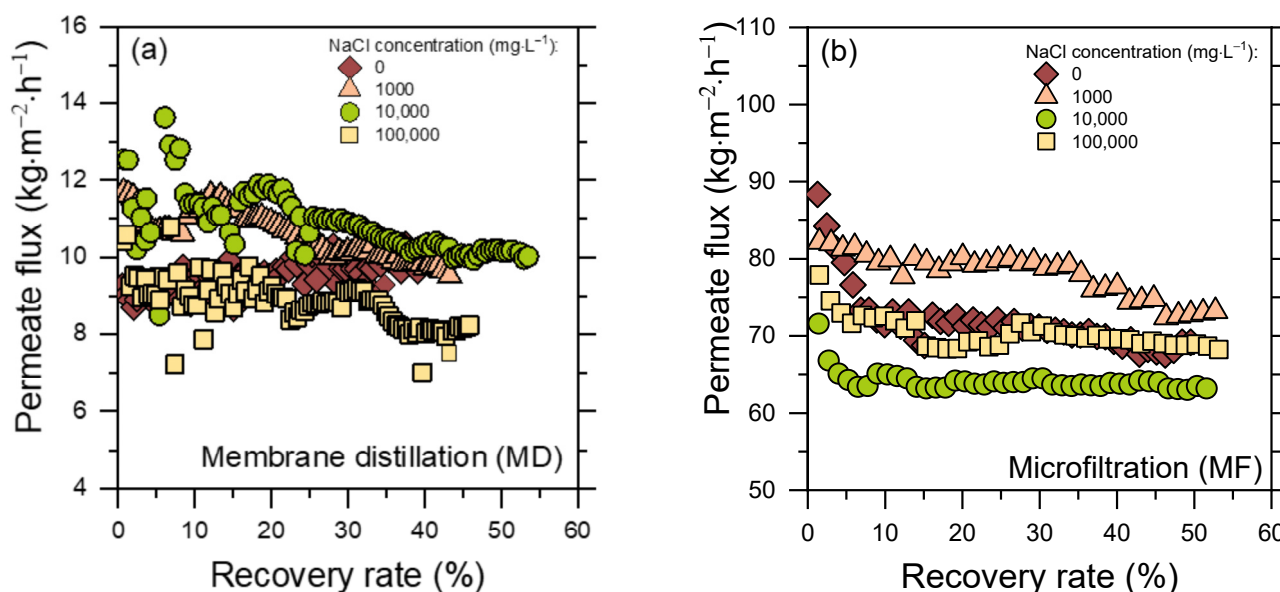 (a)
NaCl concentration (mg·L⁻¹):
0
1000
10,000
100,000
Permeate flux (kg·m⁻²·h⁻¹)
16
14
12
10
8
6
4
Membrane distillation (MD)
0 10 20 30 40 50 60
Recovery rate (%)
(b)
NaCl concentration (mg·L⁻¹):
0
1000
10,000
100,000
Permeate flux (kg·m⁻²·h⁻¹)
110
100
90
80
70
60
50
Microfiltration (MF)
0 10 20 30 40 50 60
Recovery rate (%)